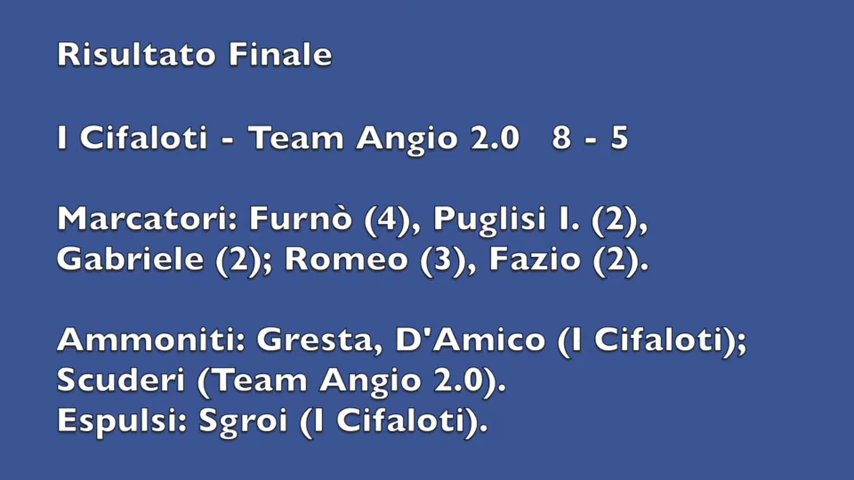 Risultato Finale
I Cifaloti - Team Angio 2.0 8 - 5
Marcatori: Furnò (4), Puglisi I. (2),
Gabriele (2); Romeo (3), Fazio (2).
Ammoniti: Gresta, D'Amico (I Cifaloti);
Scuderi (Team Angio 2.0).
Espulsi: Sgroi (I Cifaloti).